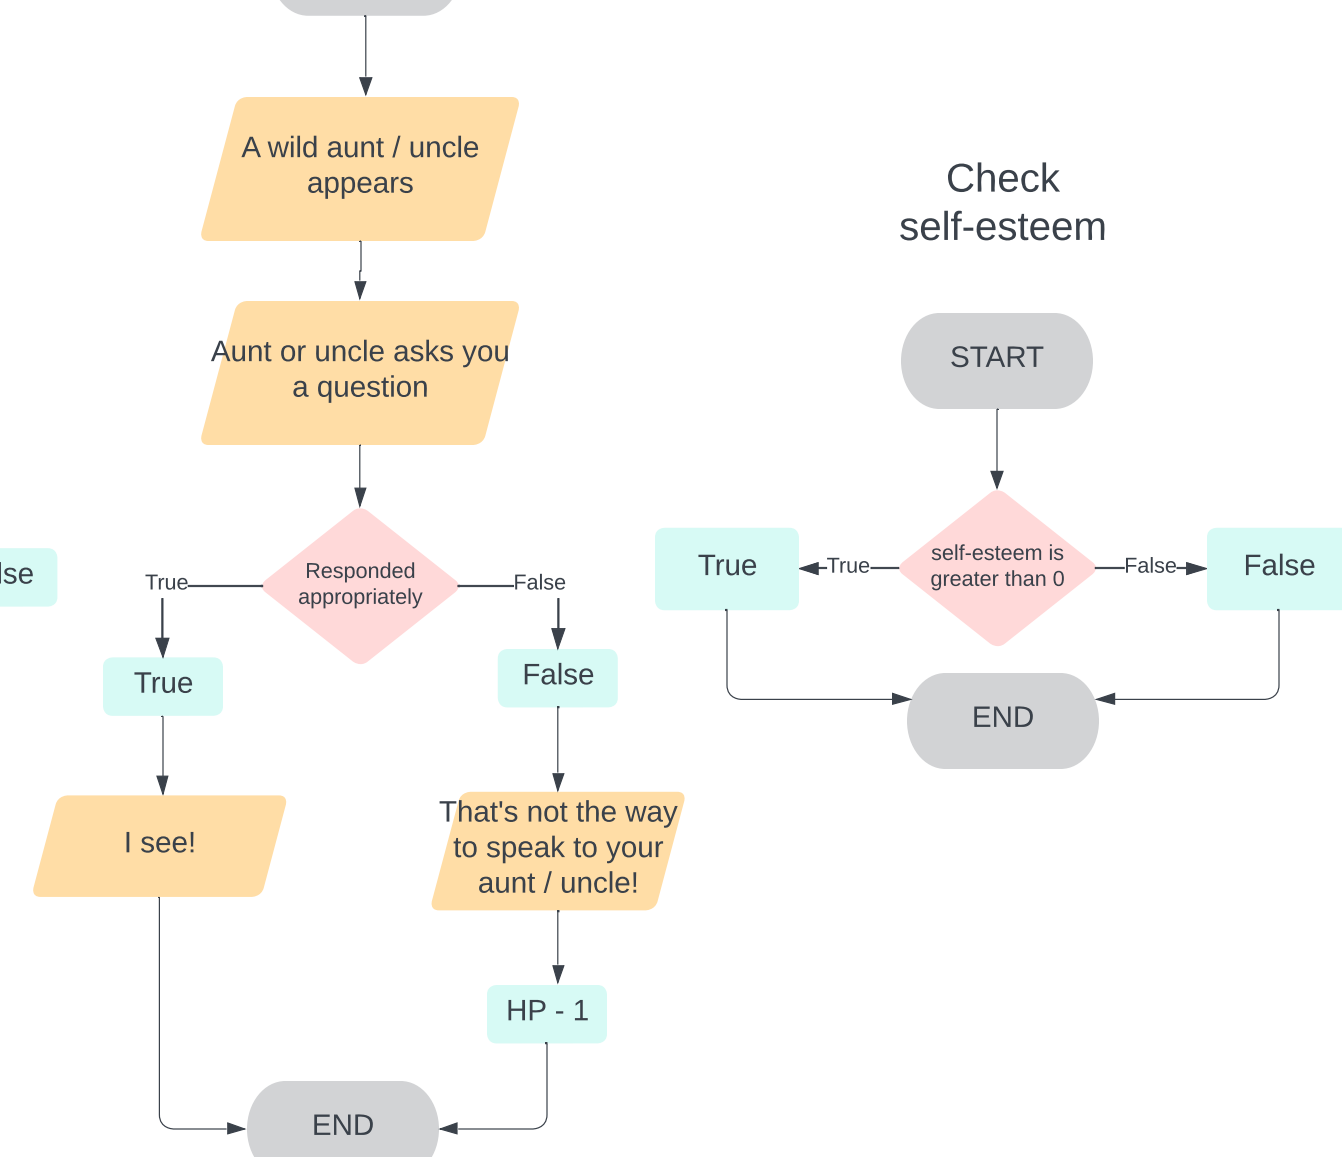 A wild aunt / uncle
appears
Aunt or uncle asks you
a question
Responded
appropriately
True
False
True
False
I see!
That's not the way
to speak to your
aunt / uncle!
HP - 1
END
Check
self-esteem
START
self-esteem is
greater than 0
True
False
True
False
END